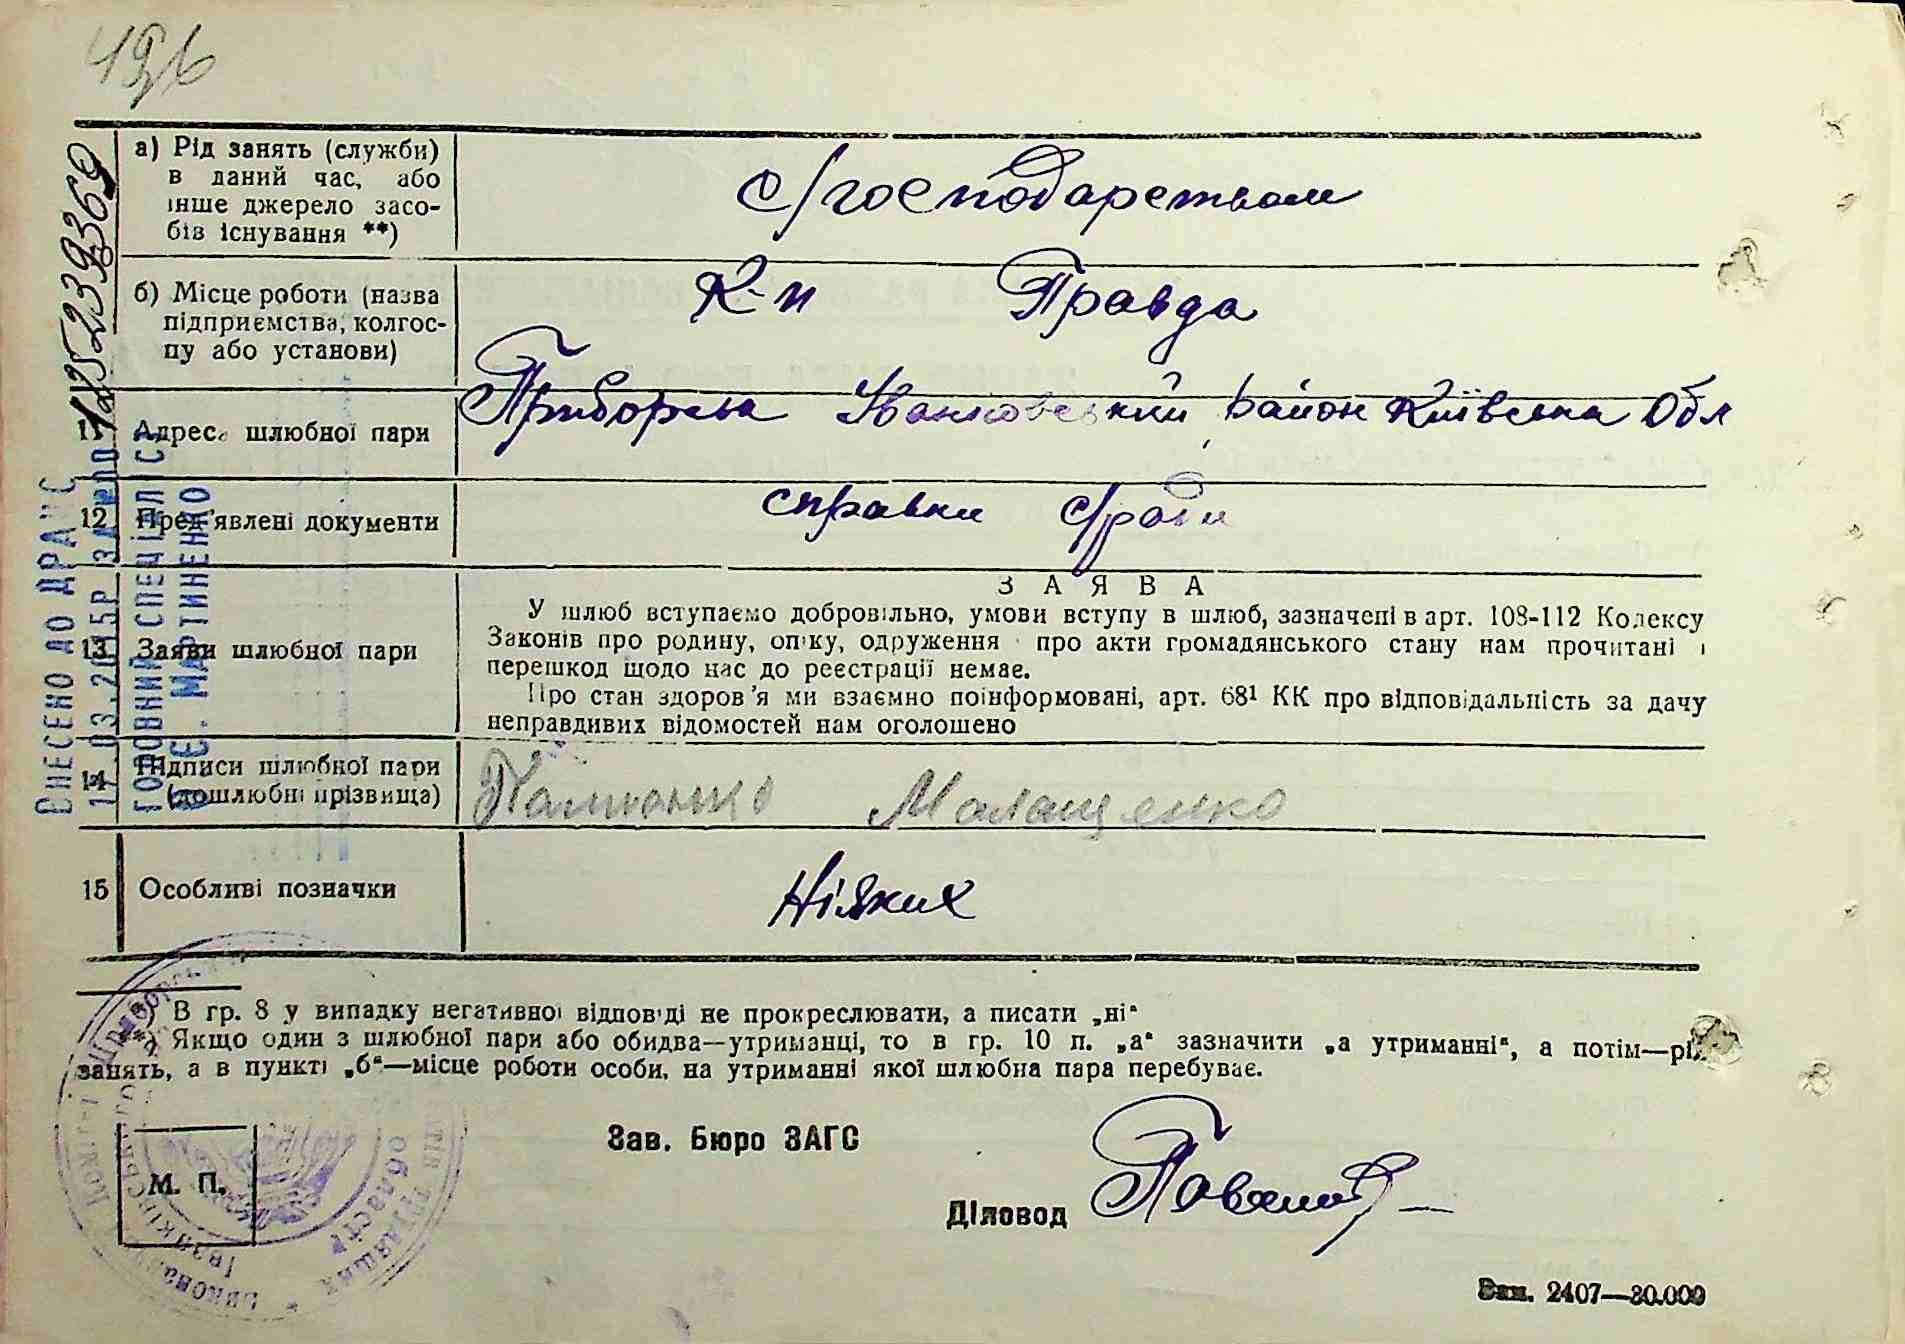 а) Рід занять (служби)
в даний час, або
інше джерело засо-
бів існування **)
с/господарством
б) Місце роботи (назва
підприємства, колгос-
пу або установи)
К-п Правда
11 Адреса шлюбної пари
Приборськ Іванковський район Київська Обл
12 Пред'явлені документи
справки с/ради
13 Заяви шлюбної пари
ЗАЯВА
У шлюб вступаємо добровільно, умови вступу в шлюб, зазначені в арт. 108-112 Кодексу
Законів про родину, опіку, одруження про акти громадянського стану нам прочитані і
перешкод щодо нас до реєстрації немає.
Про стан здоров'я ми взаємно поінформовані, арт. 68¹ КК про відповідальність за дачу
неправдивих відомостей нам оголошено
14 Підписи шлюбної пари
(дошлюбні прізвища)
Малащенко
15 Особливі позначки
Ніяких
*) В гр. 8 у випадку негативної відповіді не прокреслювати, а писати „ні“
**) Якщо один з шлюбної пари або обидва—утриманці, то в гр. 10 п. „а“ зазначити „а утриманні“, а потім—рід
занять, а в пункті „б“—місце роботи особи, на утриманні якої шлюбна пара перебуває.
Зав. Бюро ЗАГС
Діловод
М. П.
Зам. 2407—30.000
ВНЕСЕНО ДО ДРАЦС
ГОЛОВНИЙ СПЕЦІАЛІСТ
МАРТИНЕНКО